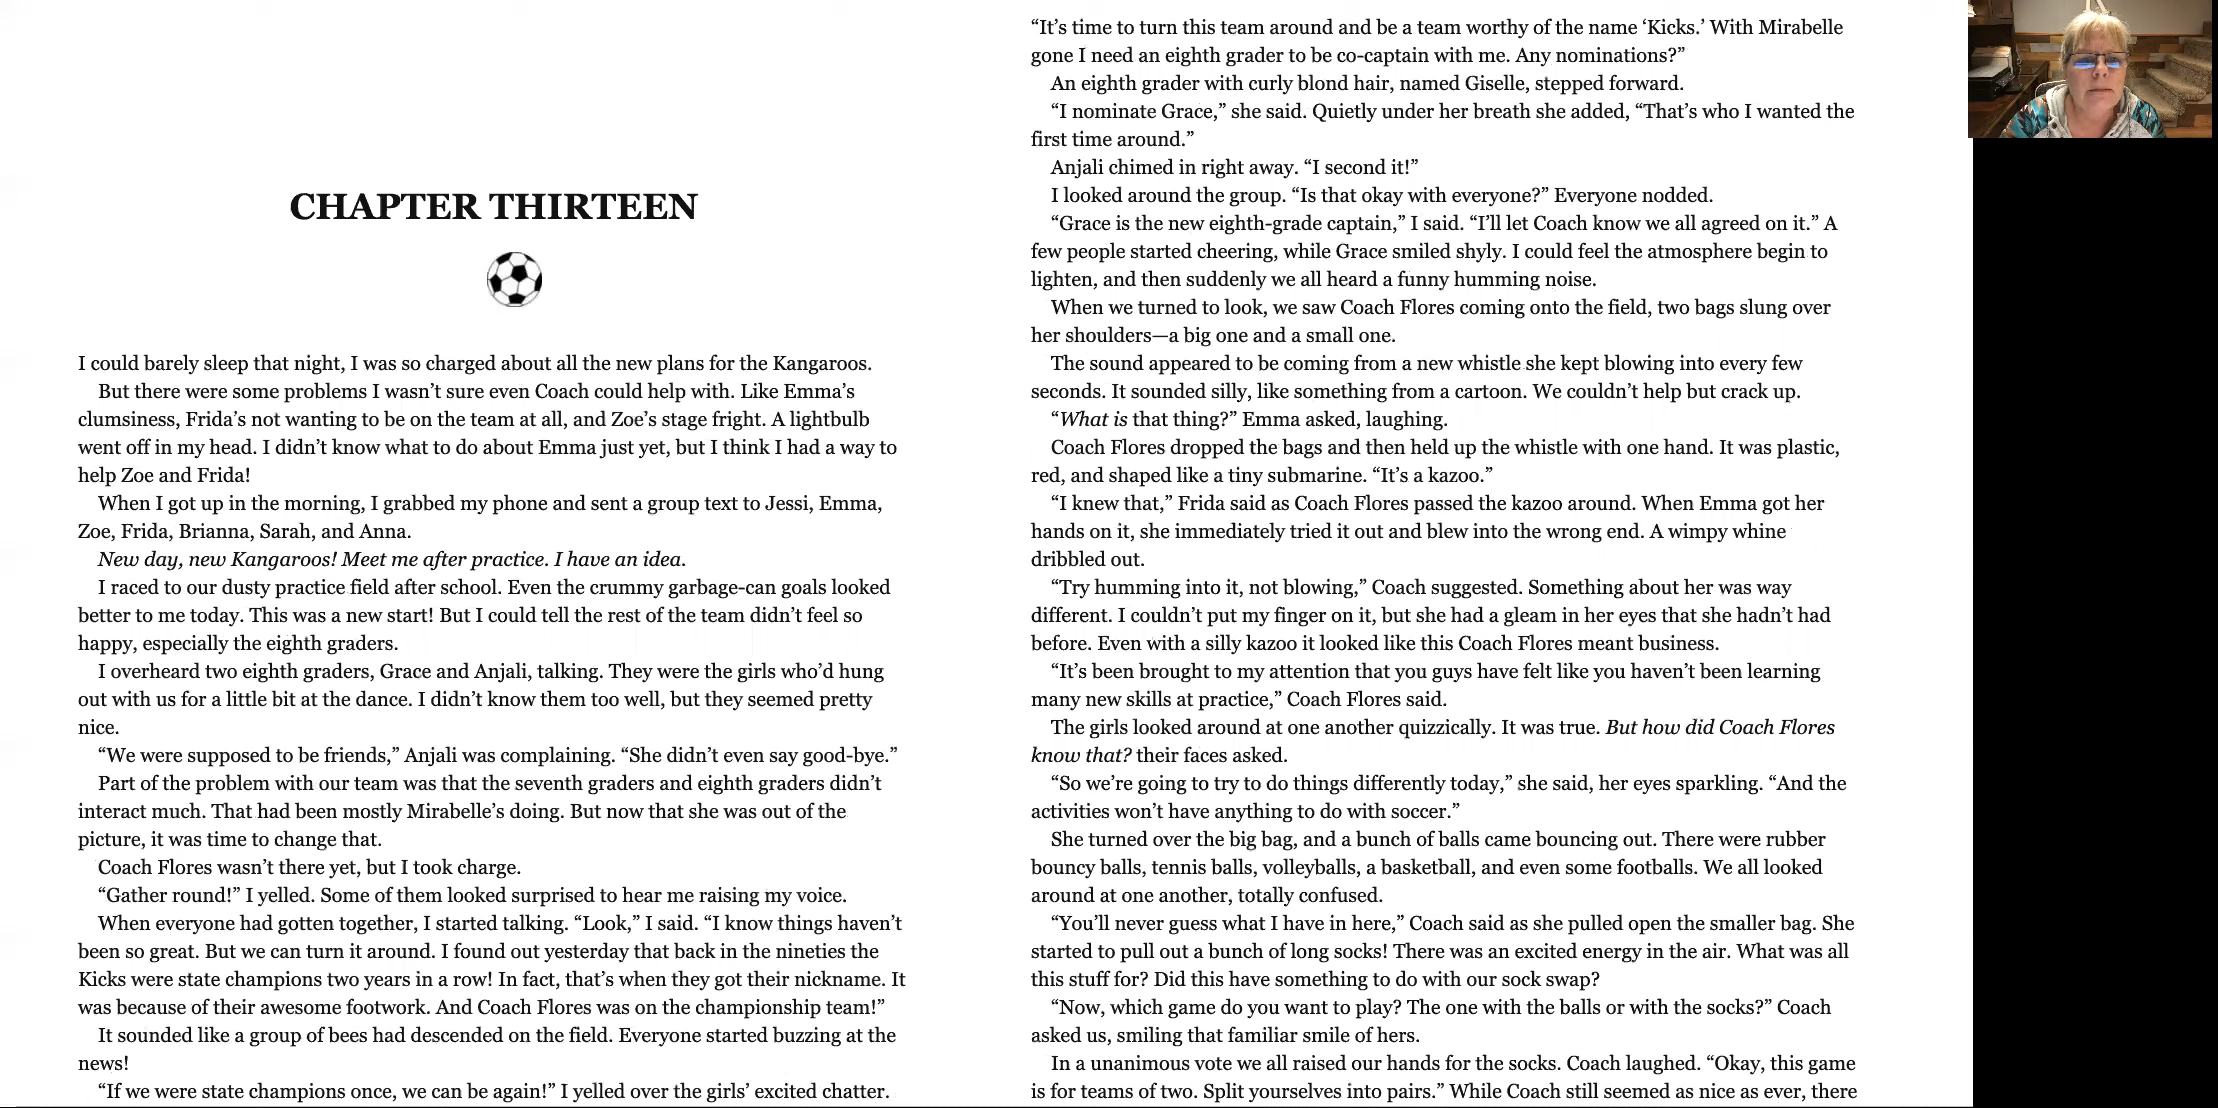 CHAPTER THIRTEEN
I could barely sleep that night, I was so charged about all the new plans for the Kangaroos.
But there were some problems I wasn’t sure even Coach could help with. Like Emma’s
clumsiness, Frida’s not wanting to be on the team at all, and Zoe’s stage fright. A lightbulb
went off in my head. I didn’t know what to do about Emma just yet, but I think I had a way to
help Zoe and Frida!
When I got up in the morning, I grabbed my phone and sent a group text to Jessi, Emma,
Zoe, Frida, Brianna, Sarah, and Anna.
New day, new Kangaroos! Meet me after practice. I have an idea.
I raced to our dusty practice field after school. Even the crummy garbage-can goals looked
better to me today. This was a new start! But I could tell the rest of the team didn’t feel so
happy, especially the eighth graders.
I overheard two eighth graders, Grace and Anjali, talking. They were the girls who’d hung
out with us for a little bit at the dance. I didn’t know them too well, but they seemed pretty
nice.
“We were supposed to be friends,” Anjali was complaining. “She didn’t even say good-bye.”
Part of the problem with our team was that the seventh graders and eighth graders didn’t
interact much. That had been mostly Mirabelle’s doing. But now that she was out of the
picture, it was time to change that.
Coach Flores wasn’t there yet, but I took charge.
“Gather round!” I yelled. Some of them looked surprised to hear me raising my voice.
When everyone had gotten together, I started talking. “Look,” I said. “I know things haven’t
been so great. But we can turn it around. I found out yesterday that back in the nineties the
Kicks were state champions two years in a row! In fact, that’s when they got their nickname. It
was because of their awesome footwork. And Coach Flores was on the championship team!”
It sounded like a group of bees had descended on the field. Everyone started buzzing at the
news!
“If we were state champions once, we can be again!” I yelled over the girls’ excited chatter.
“It’s time to turn this team around and be a team worthy of the name ‘Kicks.’ With Mirabelle
gone I need an eighth grader to be co-captain with me. Any nominations?”
An eighth grader with curly blond hair, named Giselle, stepped forward.
“I nominate Grace,” she said. Quietly under her breath she added, “That’s who I wanted the
first time around.”
Anjali chimed in right away. “I second it!”
I looked around the group. “Is that okay with everyone?” Everyone nodded.
“Grace is the new eighth-grade captain,” I said. “I’ll let Coach know we all agreed on it.” A
few people started cheering, while Grace smiled shyly. I could feel the atmosphere begin to
lighten, and then suddenly we all heard a funny humming noise.
When we turned to look, we saw Coach Flores coming onto the field, two bags slung over
her shoulders—a big one and a small one.
The sound appeared to be coming from a new whistle she kept blowing into every few
seconds. It sounded silly, like something from a cartoon. We couldn’t help but crack up.
“What is that thing?” Emma asked, laughing.
Coach Flores dropped the bags and then held up the whistle with one hand. It was plastic,
red, and shaped like a tiny submarine. “It’s a kazoo.”
“I knew that,” Frida said as Coach Flores passed the kazoo around. When Emma got her
hands on it, she immediately tried it out and blew into the wrong end. A wimpy whine
dribbled out.
“Try humming into it, not blowing,” Coach suggested. Something about her was way
different. I couldn’t put my finger on it, but she had a gleam in her eyes that she hadn’t had
before. Even with a silly kazoo it looked like this Coach Flores meant business.
“It’s been brought to my attention that you guys have felt like you haven’t been learning
many new skills at practice,” Coach Flores said.
The girls looked around at one another quizzically. It was true. But how did Coach Flores
know that? their faces asked.
“So we’re going to try to do things differently today,” she said, her eyes sparkling. “And the
activities won’t have anything to do with soccer.”
She turned over the big bag, and a bunch of balls came bouncing out. There were rubber
bouncy balls, tennis balls, volleyballs, a basketball, and even some footballs. We all looked
around at one another, totally confused.
“You’ll never guess what I have in here,” Coach said as she pulled open the smaller bag. She
started to pull out a bunch of long socks! There was an excited energy in the air. What was all
this stuff for? Did this have something to do with our sock swap?
“Now, which game do you want to play? The one with the balls or with the socks?” Coach
asked us, smiling that familiar smile of hers.
In a unanimous vote we all raised our hands for the socks. Coach laughed. “Okay, this game
is for teams of two. Split yourselves into pairs.” While Coach still seemed as nice as ever, there